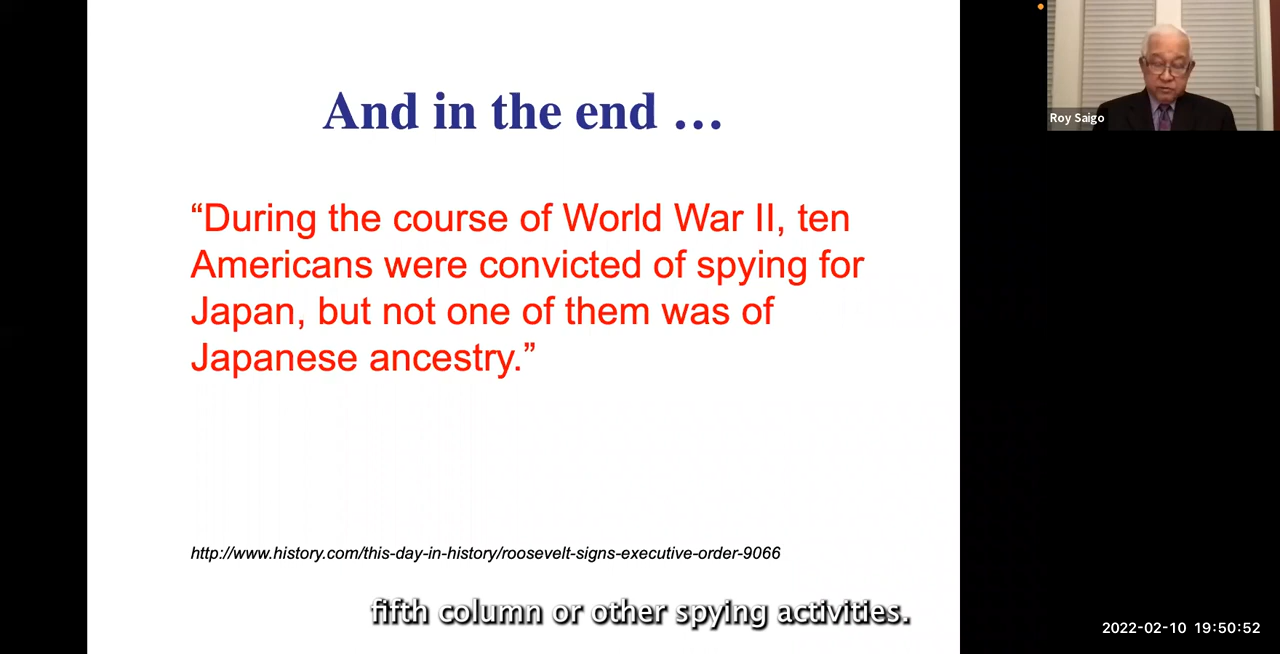 And in the end …
“During the course of World War II, ten
Americans were convicted of spying for
Japan, but not one of them was of
Japanese ancestry.”
http://www.history.com/this-day-in-history/roosevelt-signs-executive-order-9066
fifth column or other spying activities.
Roy Saigo
2022-02-10 19:50:52